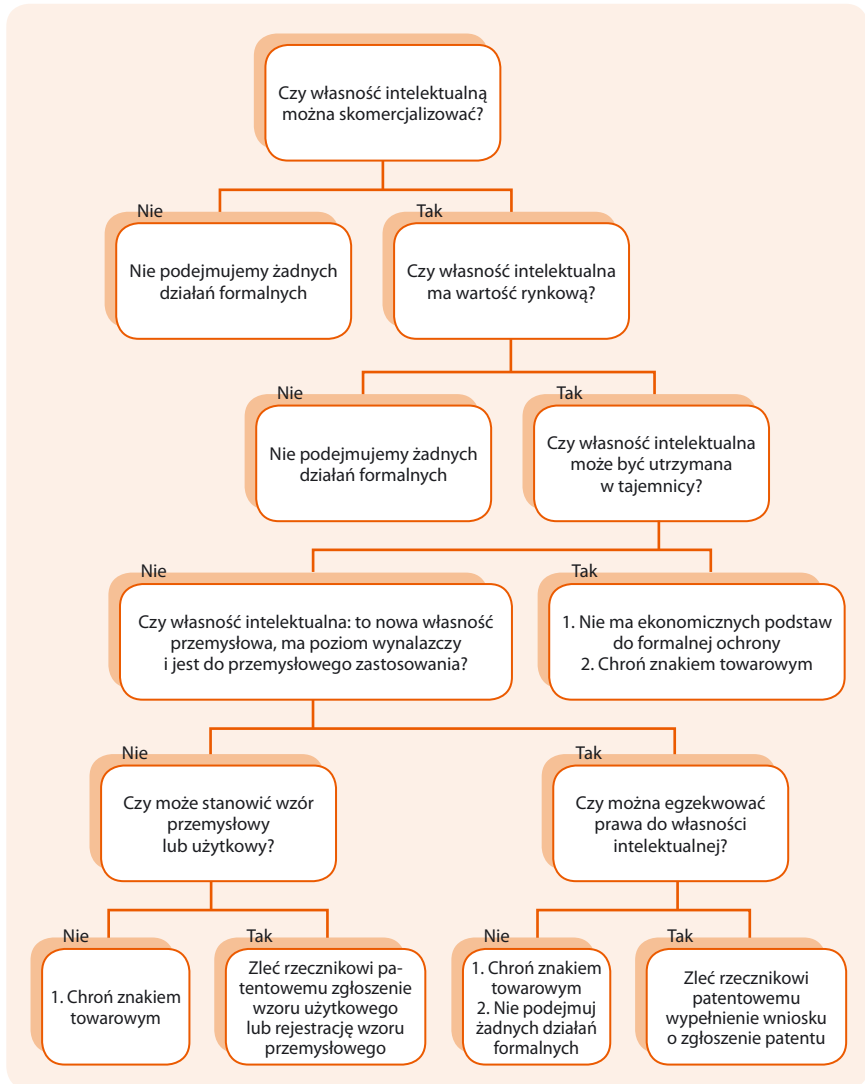 Czy własność intelektualną
można skomercjalizować?
Nie
Tak
Nie podejmujemy żadnych
działań formalnych
Czy własność intelektualna
ma wartość rynkową?
Nie
Tak
Nie podejmujemy żadnych
działań formalnych
Czy własność intelektualna
może być utrzymana
w tajemnicy?
Nie
Tak
Czy własność intelektualna: to nowa własność
przemysłowa, ma poziom wynalazczy
i jest do przemysłowego zastosowania?
1. Nie ma ekonomicznych podstaw
do formalnej ochrony
2. Chroń znakiem towarowym
Nie
Tak
Czy może stanowić wzór
przemysłowy
lub użytkowy?
Czy można egzekwować
prawa do własności
intelektualnej?
Nie
Tak
Nie
Tak
1. Chroń znakiem
towarowym
Zleć rzecznikowi pa-
tentowemu zgłoszenie
wzoru użytkowego
lub rejestrację wzoru
przemysłowego
1. Chroń znakiem
towarowym
2. Nie podejmuj
żadnych działań
formalnych
Zleć rzecznikowi
patentowemu
wypełnienie wniosku
o zgłoszenie patentu